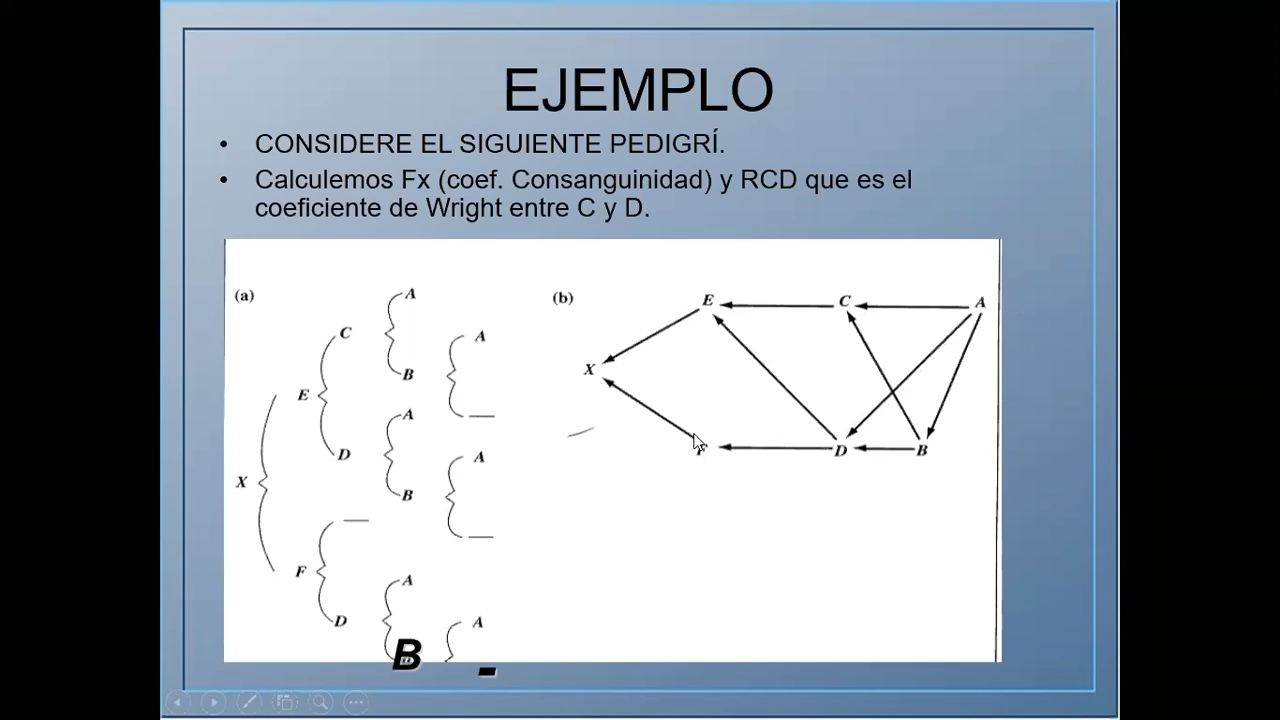 EJEMPLO
• CONSIDERE EL SIGUIENTE PEDIGRÍ.
• Calculemos Fx (coef. Consanguinidad) y RCD que es el
coeficiente de Wright entre C y D.
(a)
A
C
A
B
E
A
D
A
B
X
F
A
D
A
B
-
(b)
E
C
A
X
D
B